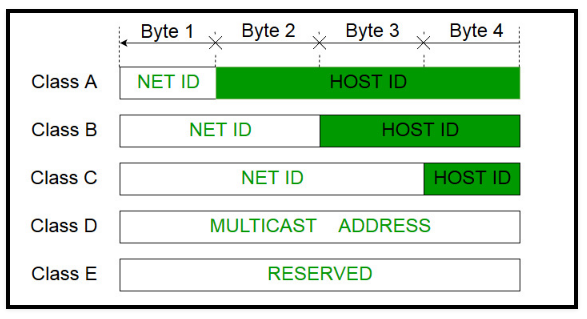 Byte 1 Byte 2 Byte 3 Byte 4
Class A NET ID HOST ID
Class B NET ID HOST ID
Class C NET ID HOST ID
Class D MULTICAST ADDRESS
Class E RESERVED